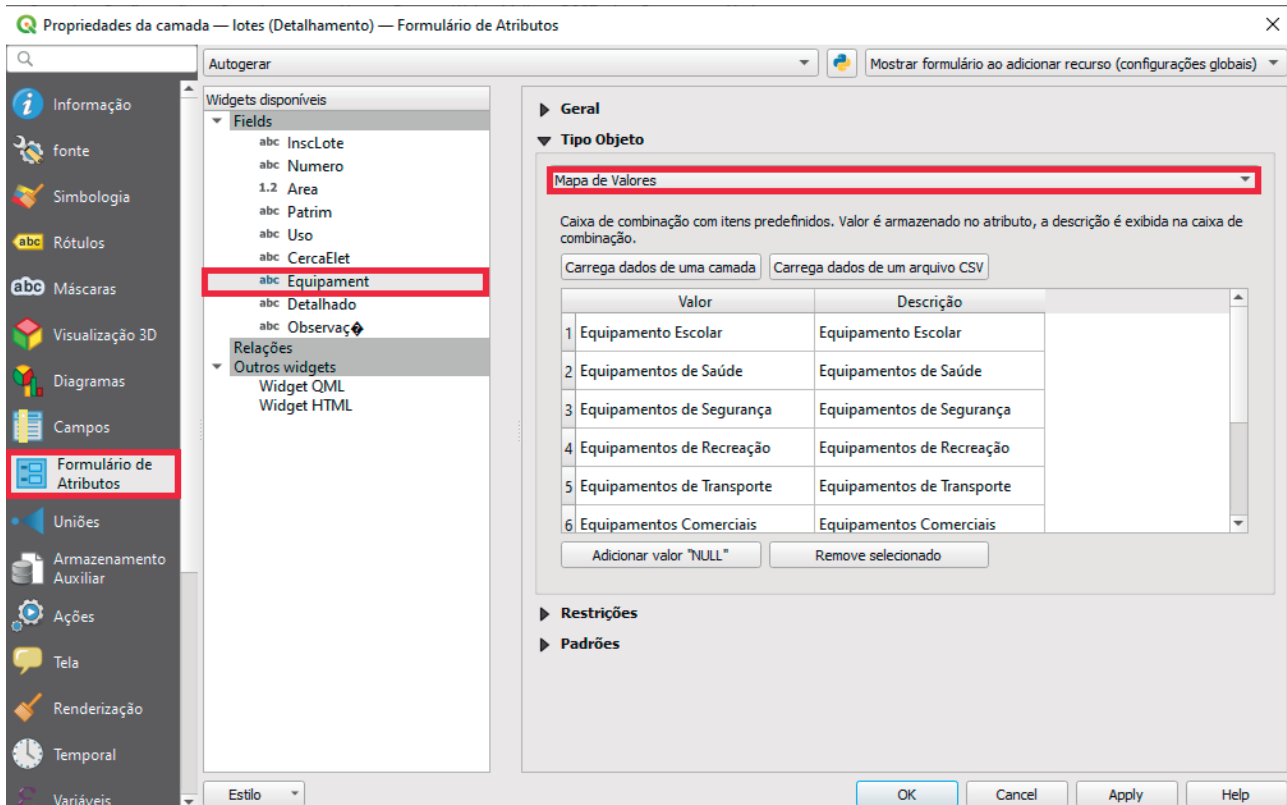 Propriedades da camada — lotes (Detalhamento) — Formulário de Atributos
Autogerar
Mostrar formulário ao adicionar recurso (configurações globais)
Informação
fonte
Simbologia
abc Rótulos
abc Máscaras
Visualização 3D
Diagramas
Campos
Formulário de
Atributos
Uniões
Armazenamento
Auxiliar
Ações
Tela
Renderização
Temporal
Variáveis
Widgets disponíveis
Fields
abc InscLote
abc Numero
1.2 Area
abc Patrim
abc Uso
abc CercaElet
abc Equipament
abc Detalhado
abc Observaç�
Relações
Outros widgets
Widget QML
Widget HTML
Estilo
Geral
Tipo Objeto
Mapa de Valores
Caixa de combinação com itens predefinidos. Valor é armazenado no atributo, a descrição é exibida na caixa de
combinação.
Carrega dados de uma camada Carrega dados de um arquivo CSV
Valor Descrição
1 Equipamento Escolar Equipamento Escolar
2 Equipamentos de Saúde Equipamentos de Saúde
3 Equipamentos de Segurança Equipamentos de Segurança
4 Equipamentos de Recreação Equipamentos de Recreação
5 Equipamentos de Transporte Equipamentos de Transporte
6 Equipamentos Comerciais Equipamentos Comerciais
Adicionar valor "NULL" Remove selecionado
Restrições
Padrões
OK Cancel Apply Help